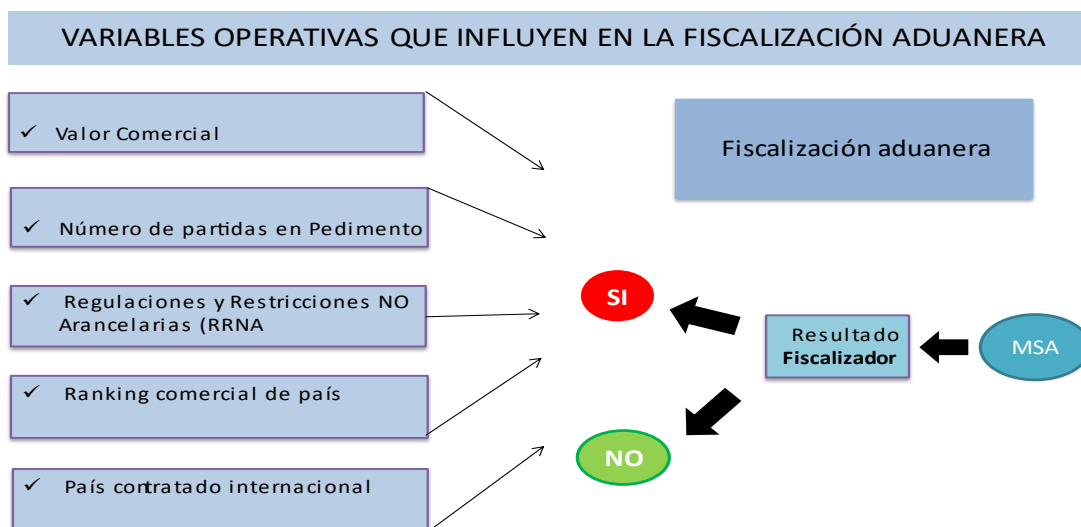 VARIABLES OPERATIVAS QUE INFLUYEN EN LA FISCALIZACIÓN ADUANERA
✓ Valor Comercial
✓ Número de partidas en Pedimento
✓ Regulaciones y Restricciones NO
Arancelarias (RRNA
✓ Ranking comercial de país
✓ País contratado internacional
Fiscalización aduanera
SI
NO
Resultado
Fiscalizador
MSA